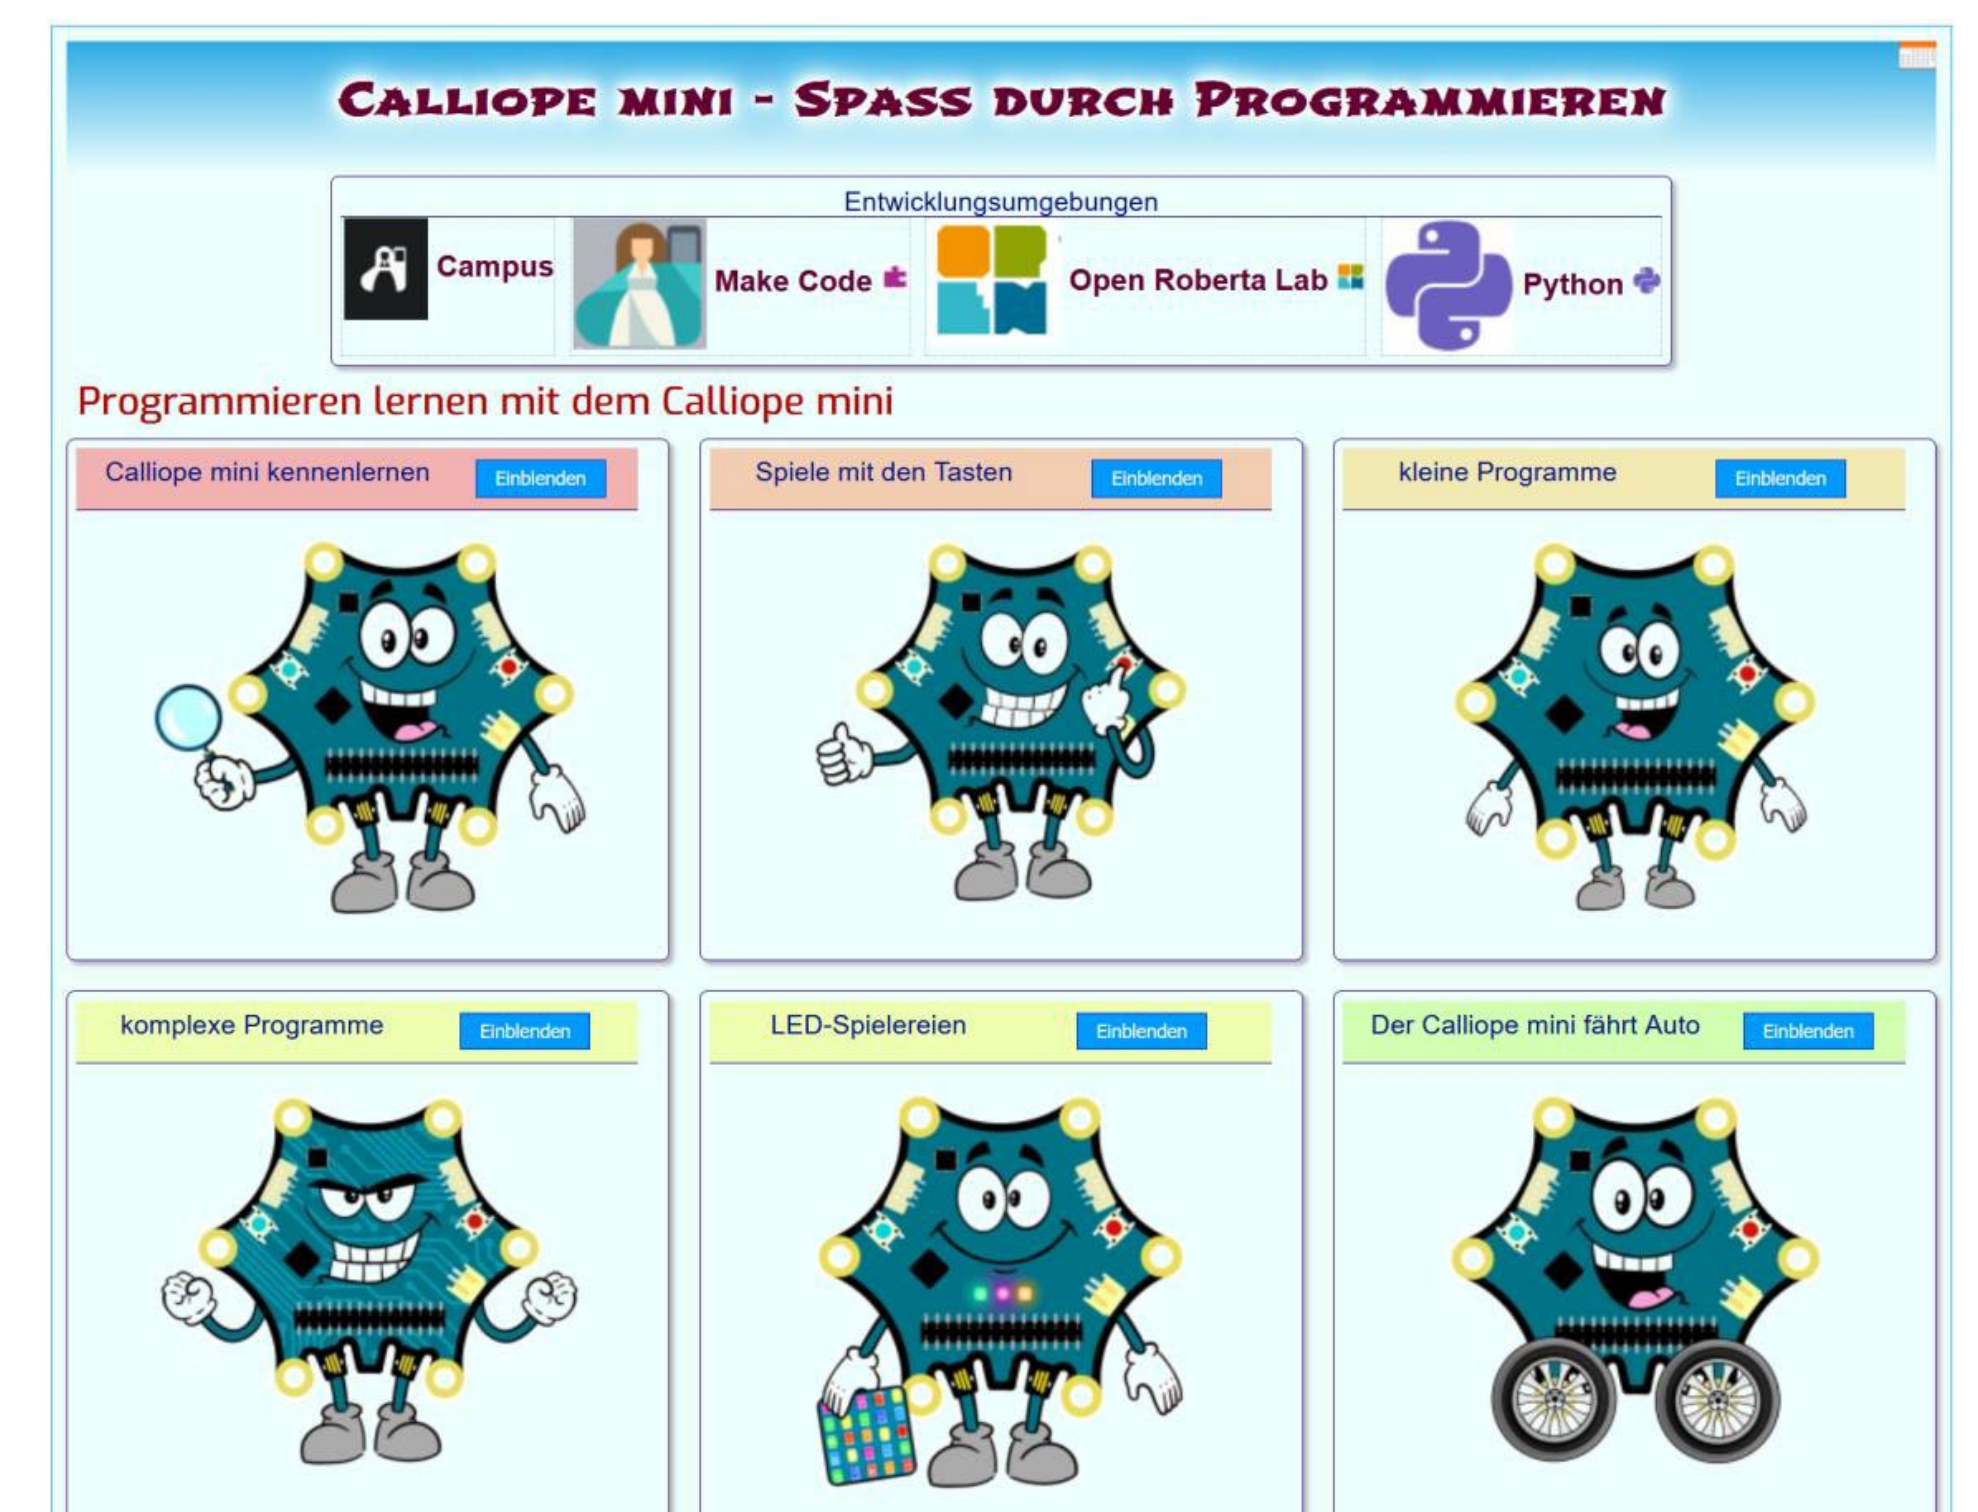 CALLIOPE MINI - SPASS DURCH PROGRAMMIEREN
Entwicklungsumgebungen
Campus
Make Code
Open Roberta Lab
Python
Programmieren lernen mit dem Calliope mini
Calliope mini kennenlernen
Einblenden
Spiele mit den Tasten
Einblenden
kleine Programme
Einblenden
komplexe Programme
Einblenden
LED-Spielereien
Einblenden
Der Calliope mini fährt Auto
Einblenden